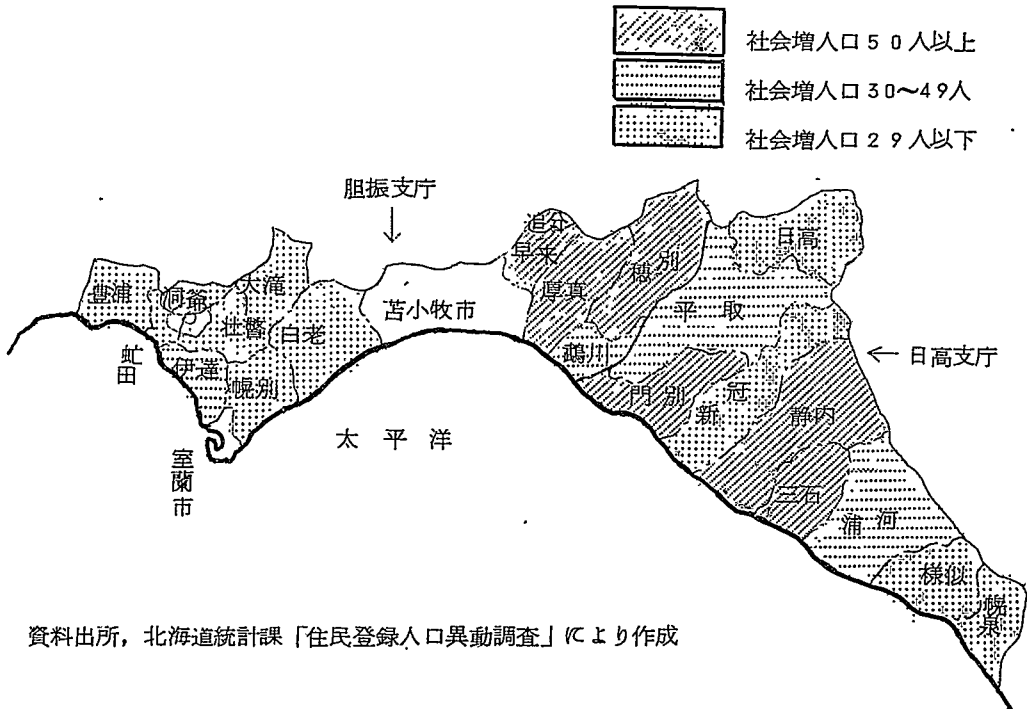 社会増人口50人以上
社会増人口30〜49人
社会増人口29人以下
胆振支庁
追分
早来
厚真
穂別
日高
豊浦
洞爺
大滝
壮瞥
白老
苫小牧市
鵡川
平取
虻田
伊達
幌別
門別
新冠
静内
日高支庁
室蘭市
太平洋
三石
浦河
様似
幌泉
資料出所,北海道統計課「住民登録人口異動調査」により作成